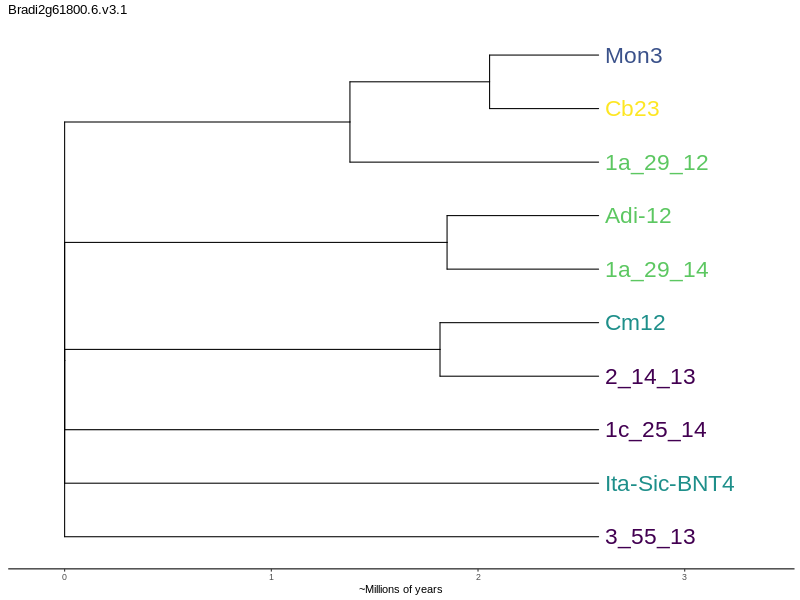 Bradi2g61800.6.v3.1
Mon3
Cb23
1a_29_12
Adi-12
1a_29_14
Cm12
2_14_13
1c_25_14
Ita-Sic-BNT4
3_55_13
0 1 2 3
~Millions of years